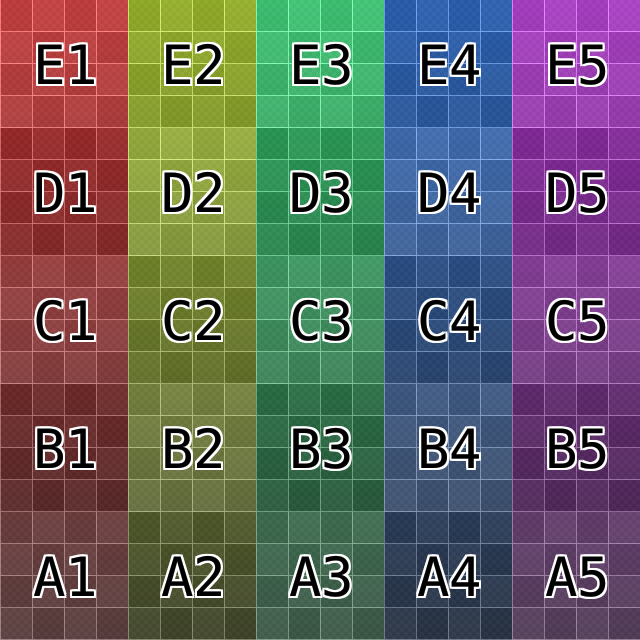 E1 E2 E3 E4 E5
D1 D2 D3 D4 D5
C1 C2 C3 C4 C5
B1 B2 B3 B4 B5
A1 A2 A3 A4 A5